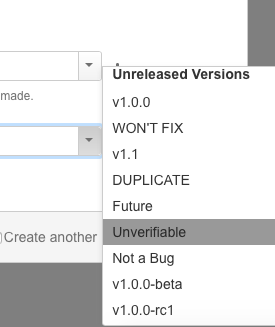 Unreleased Versions
made.
v1.0.0
WON'T FIX
v1.1
DUPLICATE
Future
Unverifiable
Create another
Not a Bug
v1.0.0-beta
v1.0.0-rc1